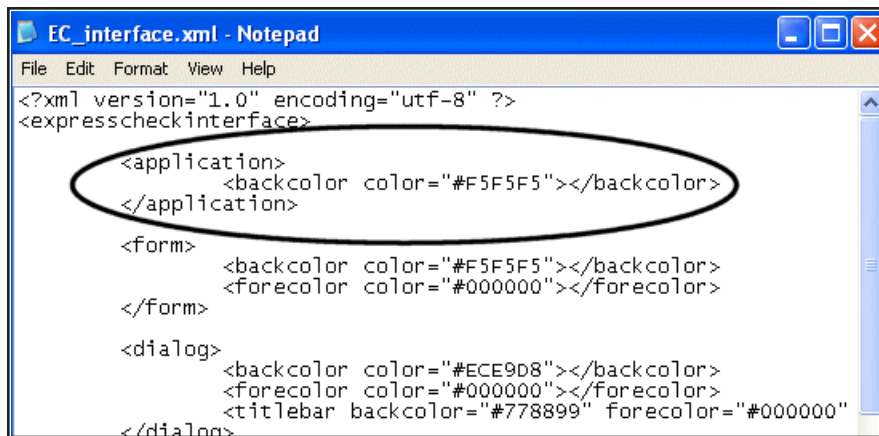 EC_interface.xml - Notepad
File Edit Format View Help
<?xml version="1.0" encoding="utf-8" ?>
<expresscheckinterface>
<application>
<backcolor color="#F5F5F5"></backcolor>
</application>
<form>
<backcolor color="#F5F5F5"></backcolor>
<forecolor color="#000000"></forecolor>
</form>
<dialog>
<backcolor color="#ECE9D8"></backcolor>
<forecolor color="#000000"></forecolor>
<titlebar backcolor="#778899" forecolor="#000000"
</dialog>